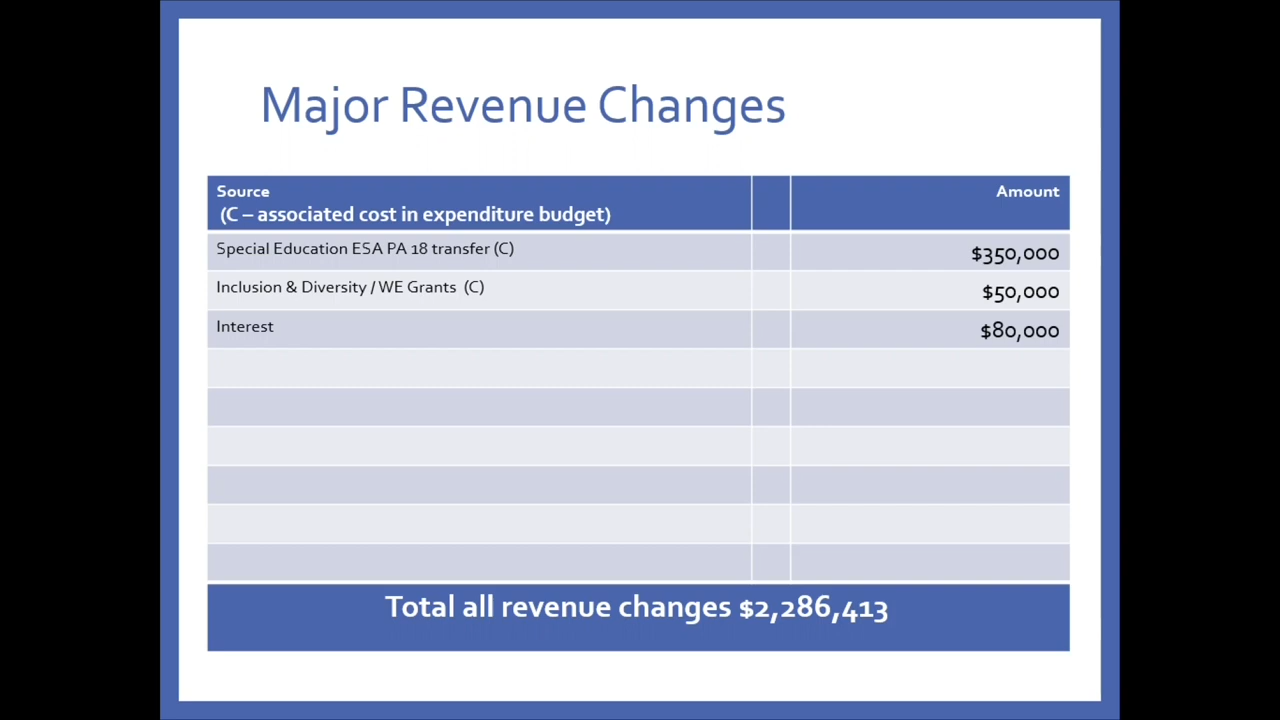 Major Revenue Changes
Source
Amount
(C – associated cost in expenditure budget)
Special Education ESA PA 18 transfer (C)
$350,000
Inclusion & Diversity / WE Grants (C)
$50,000
Interest
$80,000
Total all revenue changes $2,286,413